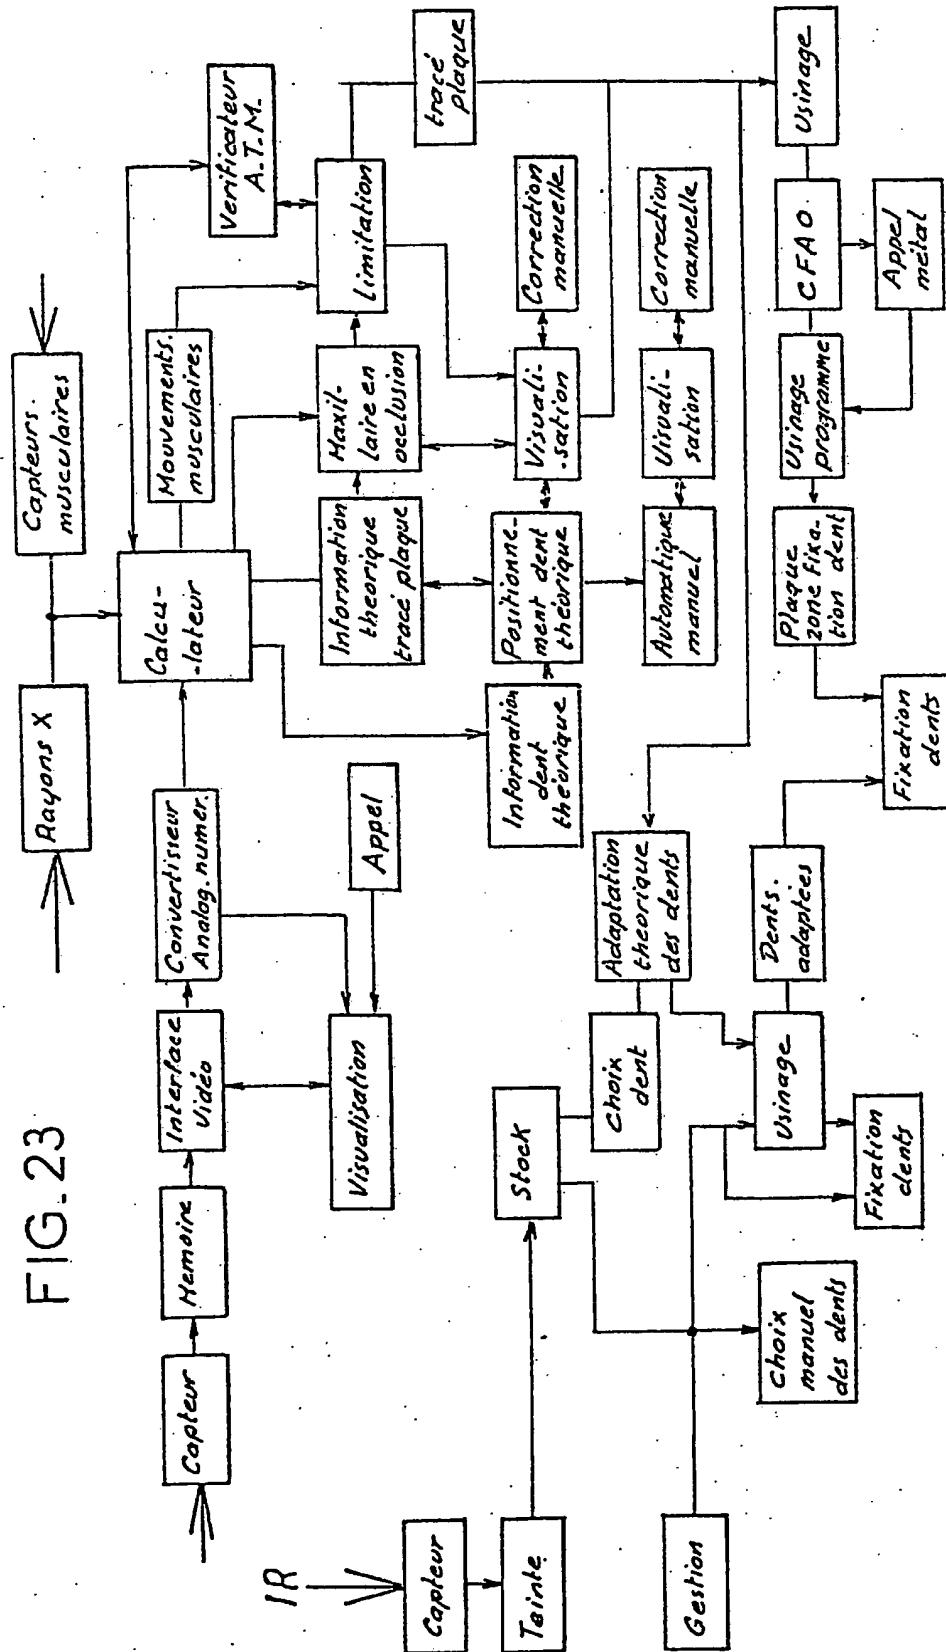 FIG. 23
Rayons X
Capteurs.
musculaires
Capteur
Memoire
Interface
Vidéo
Convertisseur
Analog. numer.
Calcu-
-lateur
Mouvements.
musculaires
Verificateur
A.T.M.
Visualisation
Appel
Information
theorique
tracé plaque
Maxil-
laire en
occlusion
Limitation
tracé
plaque
IR
Capteur
Teinte
Stock
Information
dent
théorique
Positionne-
ment dent
théorique
Visuali-
.sation
Correction
manuelle
Choix
dent
Adaptation
theorique
des dents
Automatique
manuel
Visuali-
sation
Correction
manuelle
Gestion
Choix
manuel
des dents
Usinage
Dents.
adaptées
Plaque
zone fixa-
tion dent
Usinage
programme
CFAO
Usinage
Fixation
dents
Fixation
dents
Appel
métal